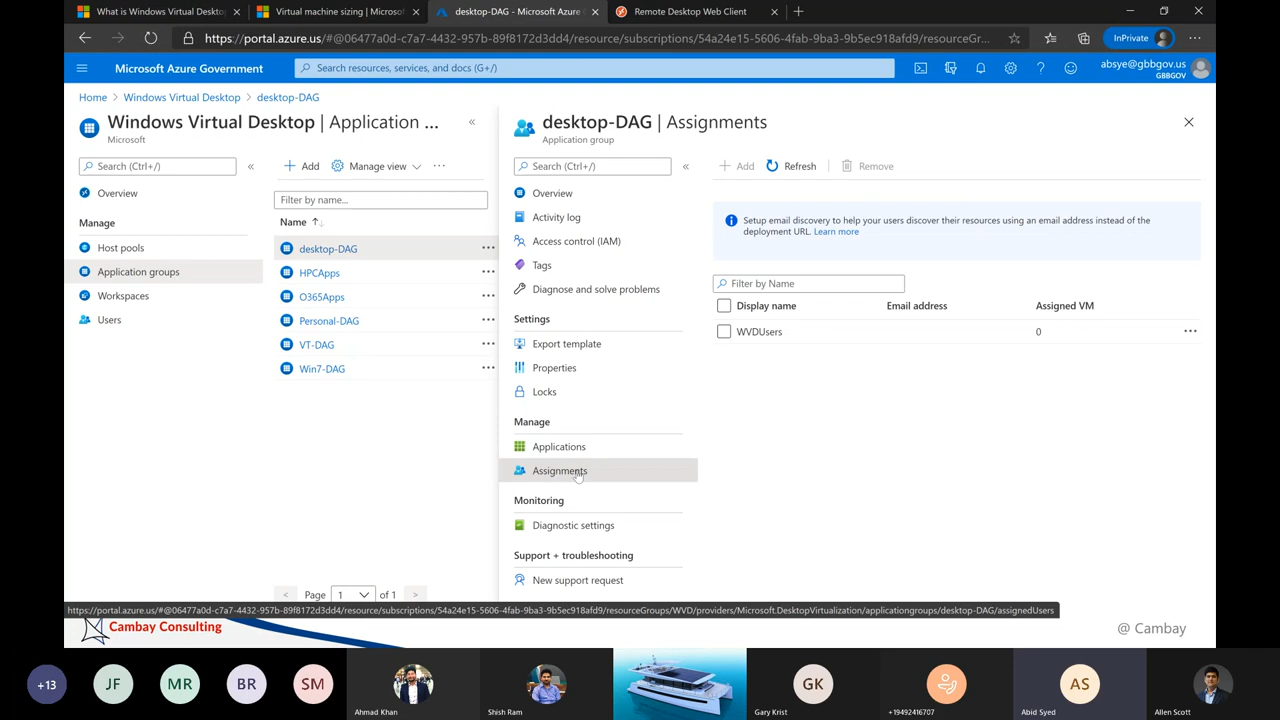 What is Windows Virtual Desktop
Virtual machine sizing | Microsoft
desktop-DAG - Microsoft Azure
Remote Desktop Web Client
https://portal.azure.us/#@06477a0d-c7a7-4432-957b-89f8172d3dd4/resource/subscriptions/54a24e15-5606-4fab-9ba3-9b5ec918afd9/resourceGr...
InPrivate
Microsoft Azure Government
Search resources, services, and docs (G+/)
absye@gbbgov.us
GBBGOV
Home > Windows Virtual Desktop > desktop-DAG
Windows Virtual Desktop | Application ...
Microsoft
Search (Ctrl+/)
Overview
Manage
Host pools
Application groups
Workspaces
Users
Add
Manage view
Filter by name...
Name
desktop-DAG
HPCApps
O365Apps
Personal-DAG
VT-DAG
Win7-DAG
< Page 1 of 1 >
desktop-DAG | Assignments
Application group
Search (Ctrl+/)
Overview
Activity log
Access control (IAM)
Tags
Diagnose and solve problems
Settings
Export template
Properties
Locks
Manage
Applications
Assignments
Monitoring
Diagnostic settings
Support + troubleshooting
New support request
Add
Refresh
Remove
Setup email discovery to help your users discover their resources using an email address instead of the
deployment URL. Learn more
Filter by Name
Display name Email address Assigned VM
WVDUsers 0
https://portal.azure.us/#@06477a0d-c7a7-4432-957b-89f8172d3dd4/resource/subscriptions/54a24e15-5606-4fab-9ba3-9b5ec918afd9/resourceGroups/WVD/providers/Microsoft.DesktopVirtualization/applicationgroups/desktop-DAG/assignedUsers
Cambay Consulting
@ Cambay
+13
JF
MR
BR
SM
Ahmad Khan
Shish Ram
GK
Gary Krist
+19492416707
AS
Abid Syed
Allen Scott